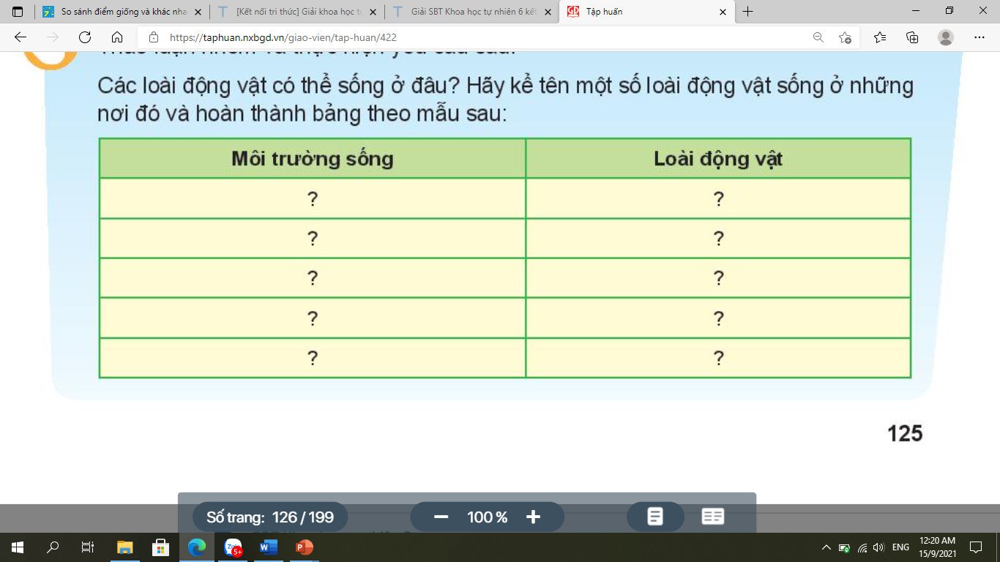 So sánh điểm giống và khác nha
[Kết nối tri thức] Giải khoa học tụ
Giải SBT Khoa học tự nhiên 6 kết
Tập huấn
https://taphuan.nxbgd.vn/giao-vien/tap-huan/422
Các loài động vật có thể sống ở đâu? Hãy kể tên một số loài động vật sống ở những
nơi đó và hoàn thành bảng theo mẫu sau:
Môi trường sống Loài động vật
? ?
? ?
? ?
? ?
? ?
125
Số trang: 126 / 199 100 %
Zalo 5+ ENG 12:20 AM
15/9/2021